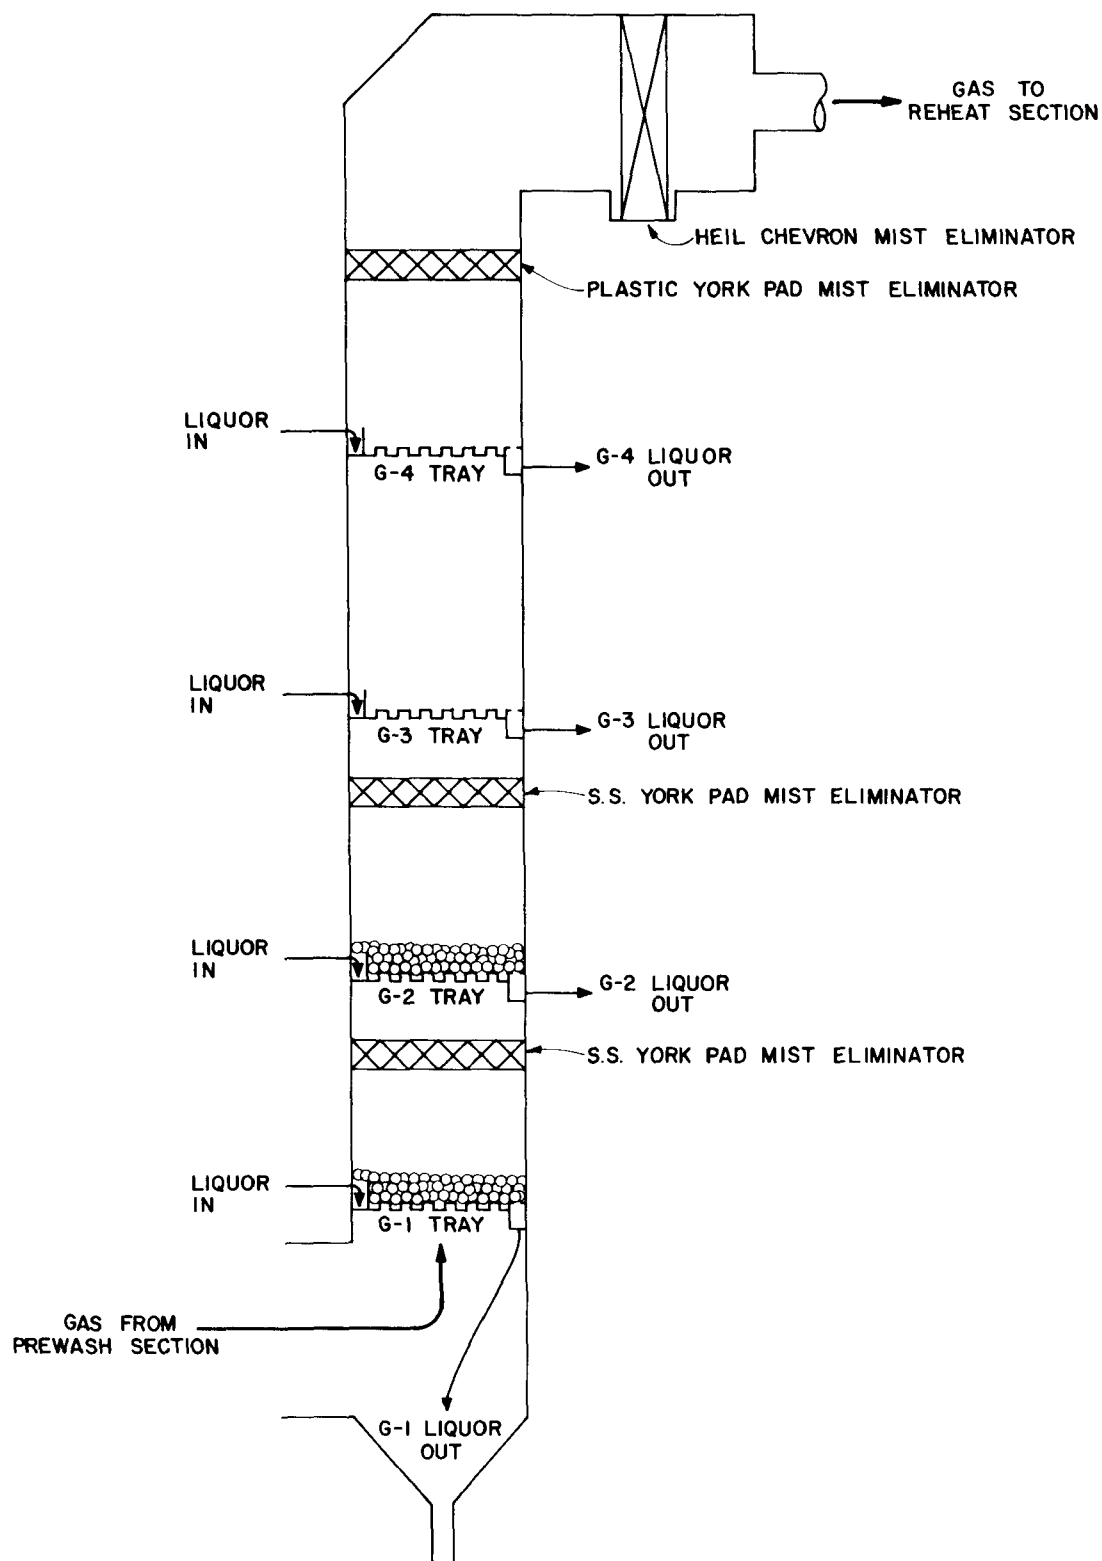 GAS TO
REHEAT SECTION
HEIL CHEVRON MIST ELIMINATOR
PLASTIC YORK PAD MIST ELIMINATOR
LIQUOR
IN
G-4 TRAY
G-4 LIQUOR
OUT
LIQUOR
IN
G-3 TRAY
G-3 LIQUOR
OUT
S.S. YORK PAD MIST ELIMINATOR
LIQUOR
IN
G-2 TRAY
G-2 LIQUOR
OUT
S.S. YORK PAD MIST ELIMINATOR
LIQUOR
IN
G-1 TRAY
GAS FROM
PREWASH SECTION
G-1 LIQUOR
OUT